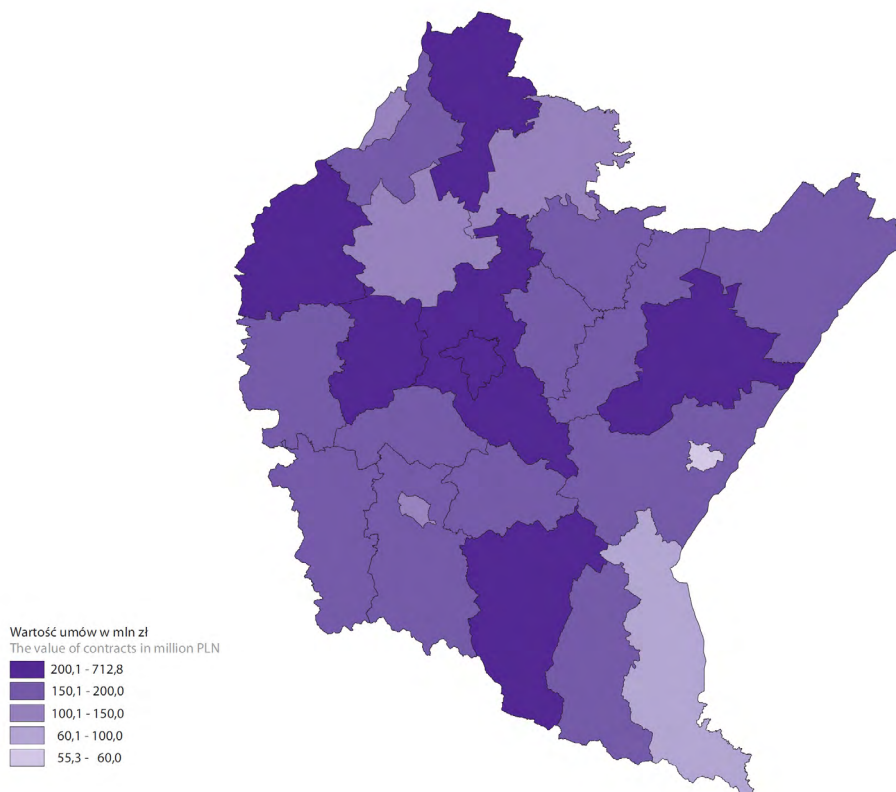 Wartość umów w mln zł
The value of contracts in million PLN
200,1 - 712,8
150,1 - 200,0
100,1 - 150,0
60,1 - 100,0
55,3 - 60,0